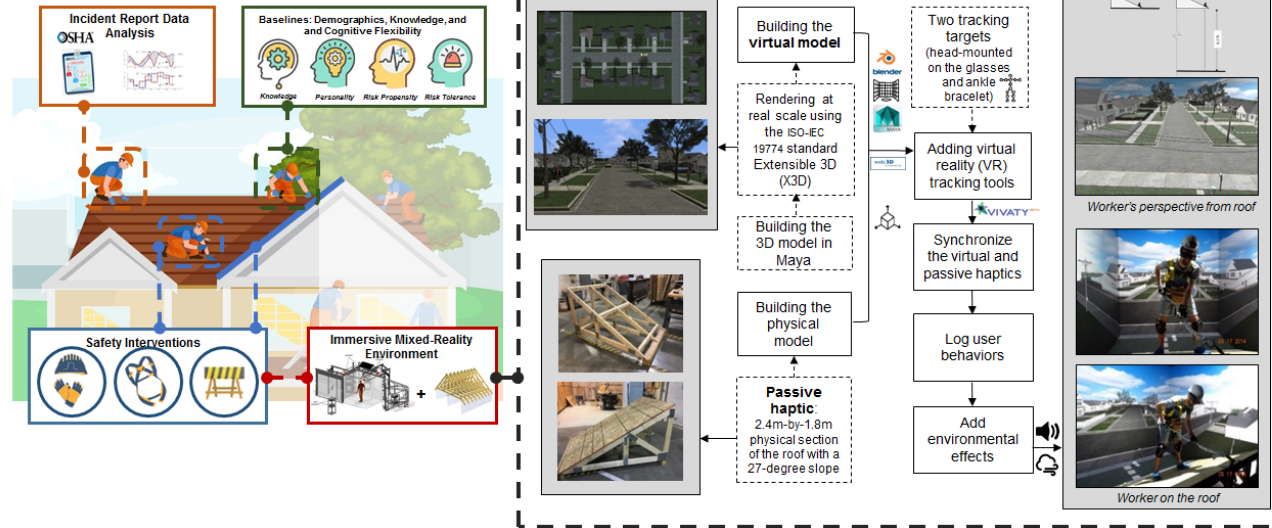 Incident Report Data
Analysis
OSHA
Baselines: Demographics, Knowledge, and
and Cognitive Flexibility
Knowledge
Personality
Risk Propensity
Risk Tolerance
Safety Interventions
Immersive Mixed-Reality
Environment
+
Building the
virtual model
Rendering at
real scale using
the ISO-IEC
19774 standard
Extensible 3D
(X3D)
Building the
3D model in
Maya
Building the
physical
model
Passive
haptic:
2.4m-by-1.8m
physical section
of the roof with a
27-degree slope
blender
MAYA
web3D
Two tracking
targets
(head-mounted
on the glasses
and ankle
bracelet)
Adding virtual
reality (VR)
tracking tools
VIVATY
Synchronize
the virtual and
passive haptics
Log user
behaviors
Add
environmental
effects
Worker's perspective from roof
Worker on the roof